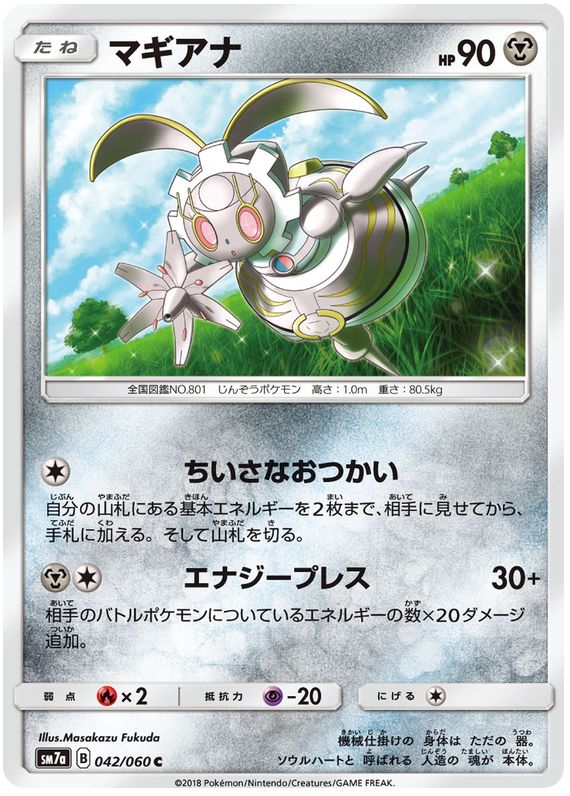 たね マギアナ HP 90
全国図鑑NO.801 じんぞうポケモン 高さ：1.0m 重さ：80.5kg
ちいさなおつかい
自分の山札にある基本エネルギーを2枚まで、相手に見せてから、
手札に加える。そして山札を切る。
エナジープレス 30+
相手のバトルポケモンについているエネルギーの数×20ダメージ
追加。
弱点 ×2 抵抗力 -20 にげる
Illus.Masakazu Fukuda
SM7a B 042/060 C
機械仕掛けの 身体は ただの 器。
ソウルハートと 呼ばれる 人造の 魂が 本体。
©2018 Pokémon/Nintendo/Creatures/GAME FREAK.